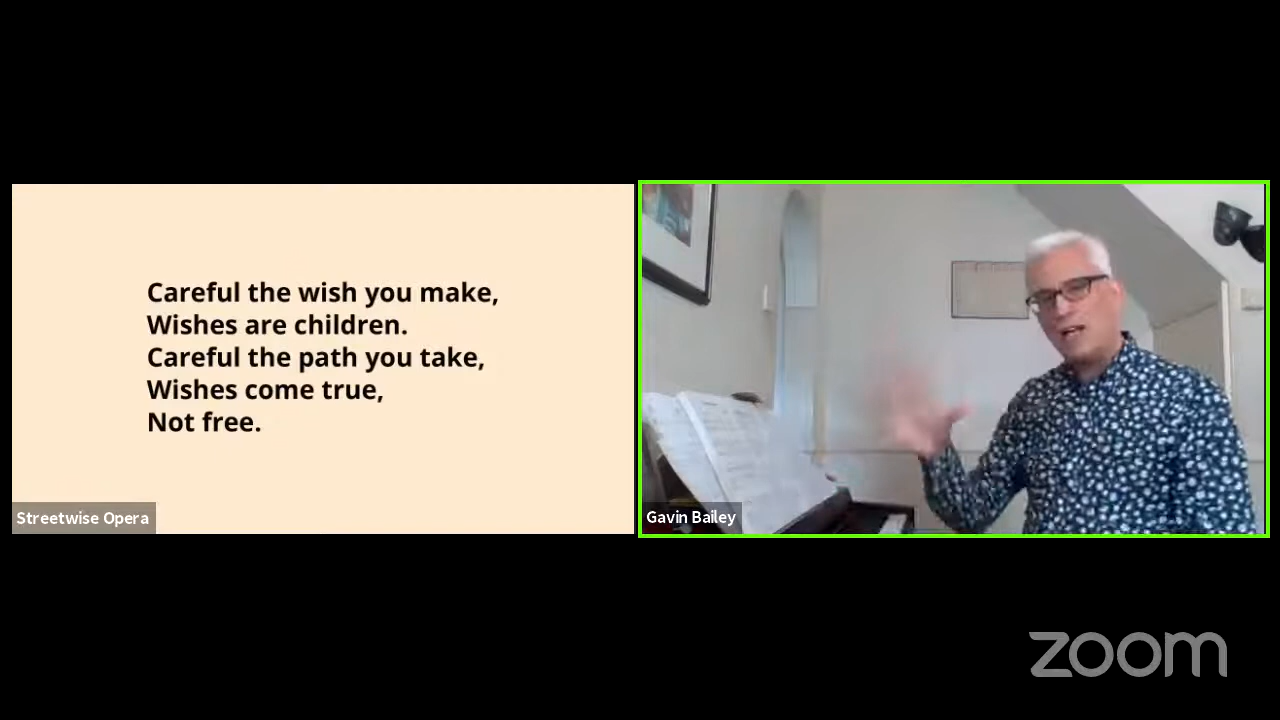 Careful the wish you make,
Wishes are children.
Careful the path you take,
Wishes come true,
Not free.
Streetwise Opera
Gavin Bailey
zoom